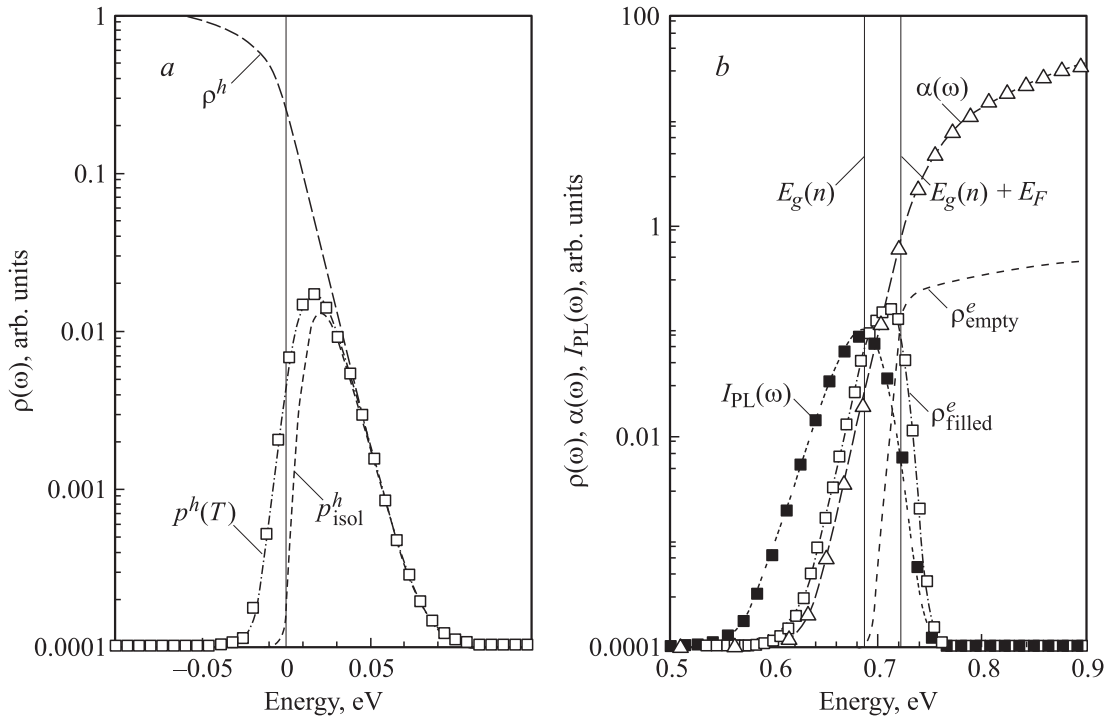 a
1
0.1
0.01
0.001
0.0001
ρ(ω), arb. units
ρ^h
p^h(T)
p^h_isol
–0.05
0
0.05
Energy, eV
b
100
1
0.01
0.0001
ρ(ω), α(ω), I_PL(ω), arb. units
α(ω)
E_g(n)
E_g(n) + E_F
ρ^e_empty
I_PL(ω)
ρ^e_filled
0.5
0.6
0.7
0.8
0.9
Energy, eV